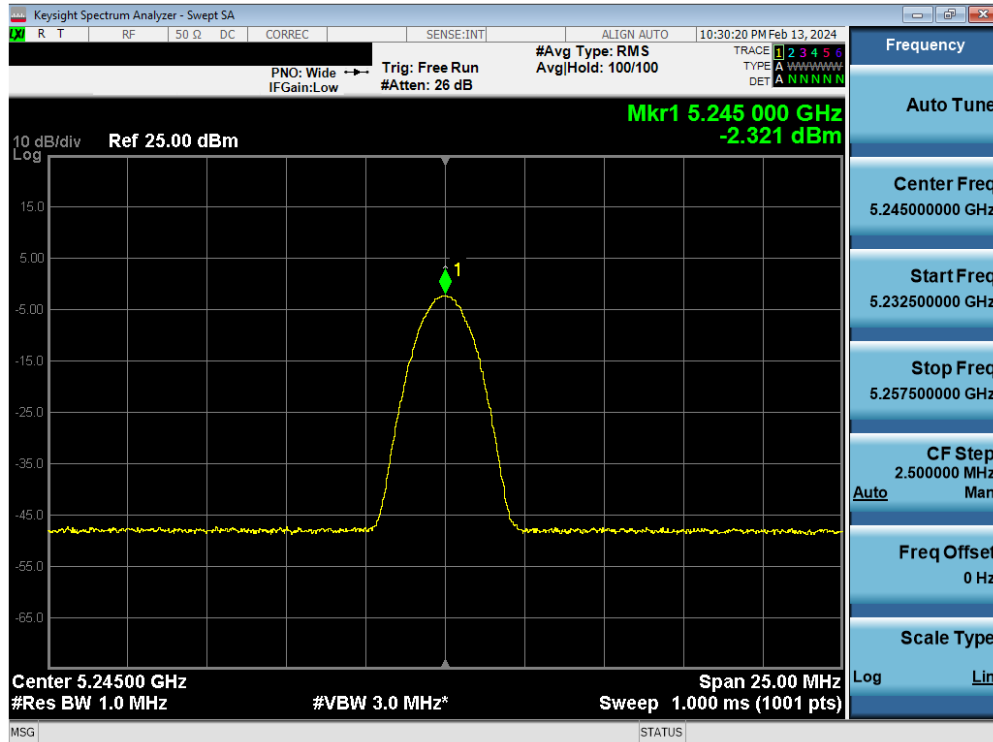 Keysight Spectrum Analyzer - Swept SA
LXI R T RF 50 Ω DC CORREC SENSE:INT ALIGN AUTO 10:30:20 PM Feb 13, 2024
PNO: Wide Trig: Free Run #Avg Type: RMS TRACE 1 2 3 4 5 6
IFGain:Low #Atten: 26 dB Avg|Hold: 100/100 TYPE A WWWWW
DET A N N N N N
Mkr1 5.245 000 GHz
-2.321 dBm
10 dB/div Ref 25.00 dBm
Log
15.0
5.00
1
-5.00
-15.0
-25.0
-35.0
-45.0
-55.0
-65.0
Center 5.24500 GHz Span 25.00 MHz
#Res BW 1.0 MHz #VBW 3.0 MHz* Sweep 1.000 ms (1001 pts)
MSG STATUS
Frequency
Auto Tune
Center Freq
5.245000000 GHz
Start Freq
5.232500000 GHz
Stop Freq
5.257500000 GHz
CF Step
2.500000 MHz
Auto Man
Freq Offset
0 Hz
Scale Type
Log Lin